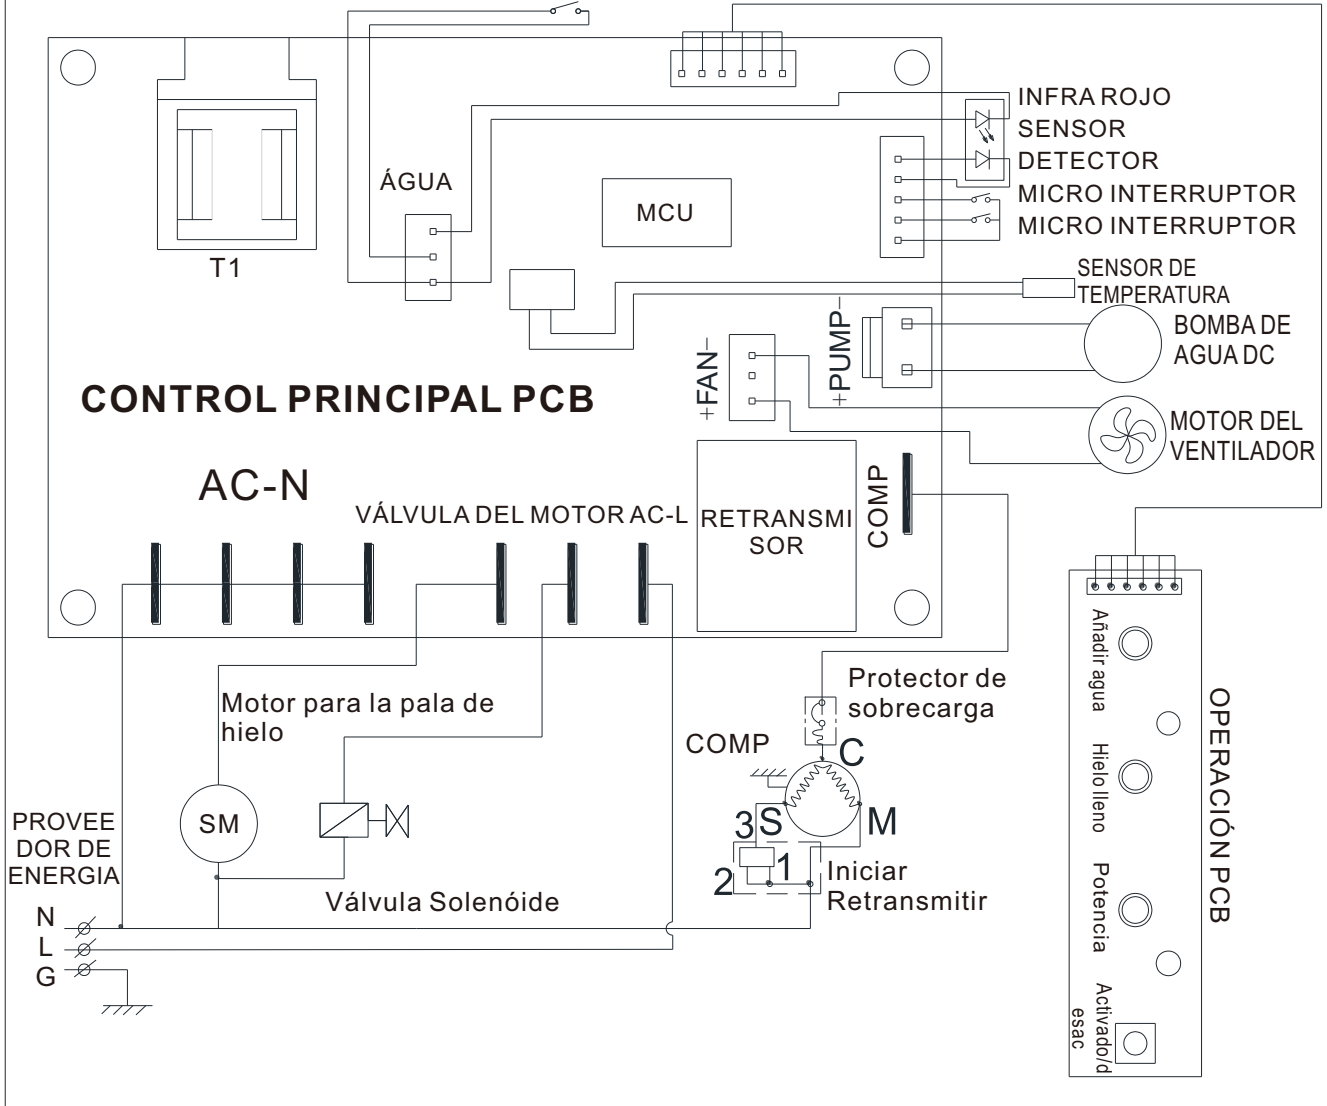 INFRA ROJO
SENSOR
DETECTOR
MICRO INTERRUPTOR
MICRO INTERRUPTOR
ÁGUA
MCU
T1
SENSOR DE
TEMPERATURA
BOMBA DE
AGUA DC
+PUMP−
+FAN−
CONTROL PRINCIPAL PCB
MOTOR DEL
VENTILADOR
AC-N
VÁLVULA DEL MOTOR AC-L
RETRANSMI
SOR
COMP
Motor para la pala de
hielo
Protector de
sobrecarga
COMP
C
SM
3
S
M
1
2
Iniciar
Retransmitir
PROVEE
DOR DE
ENERGIA
Válvula Solenóide
N
L
G
Añadir agua
Hielo lleno
Potencia
Activado/d
esac
OPERACIÓN PCB